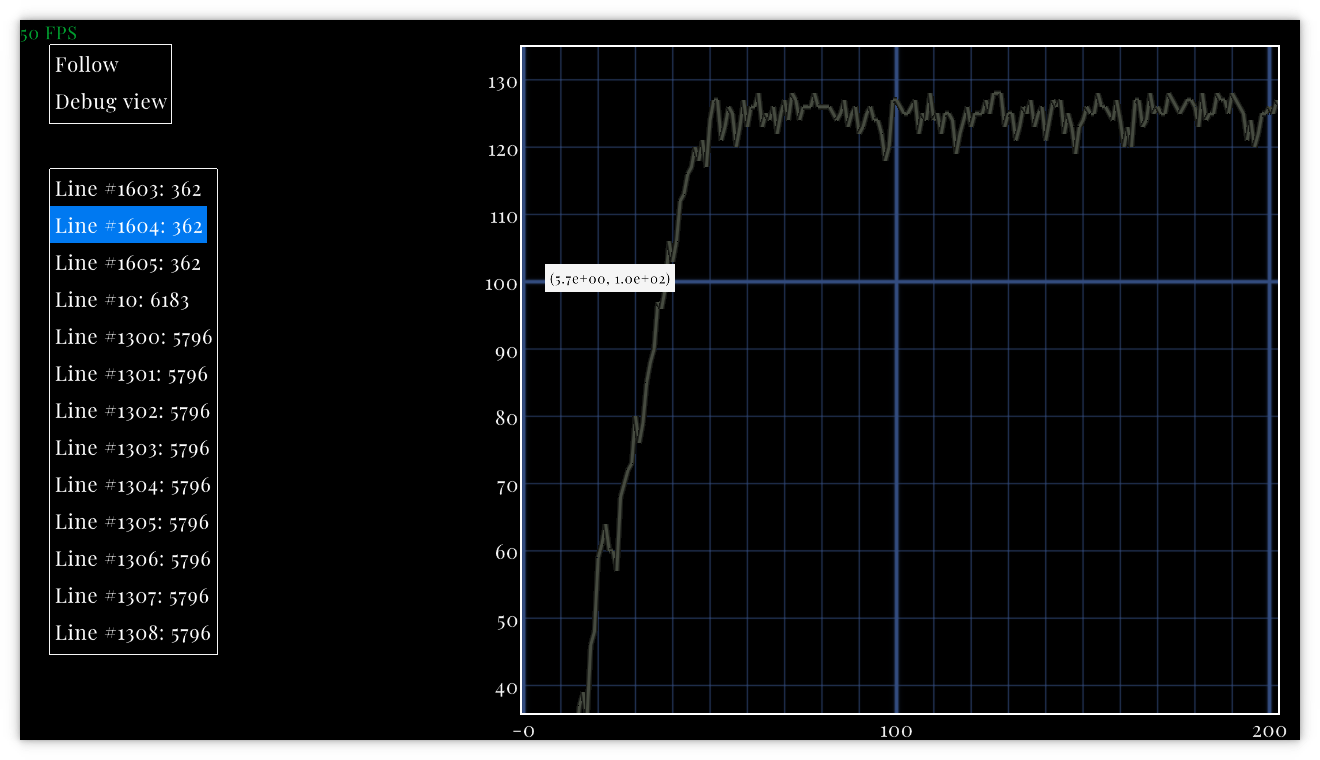 50 FPS
Follow
Debug view
Line #1603: 362
Line #1604: 362
Line #1605: 362
Line #10: 6183
Line #1300: 5796
Line #1301: 5796
Line #1302: 5796
Line #1303: 5796
Line #1304: 5796
Line #1305: 5796
Line #1306: 5796
Line #1307: 5796
Line #1308: 5796
130
120
110
100
90
80
70
60
50
40
(5.7e+00, 1.0e+02)
-0 100 200